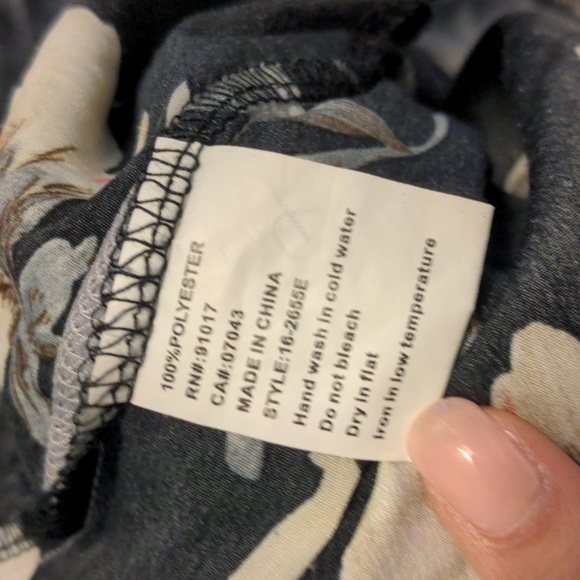 100%POLYESTER
RN#:91017
CA#:07043
MADE IN CHINA
STYLE:16-2655E
Hand wash in cold water
Do not bleach
Dry in flat
Iron in low temperature